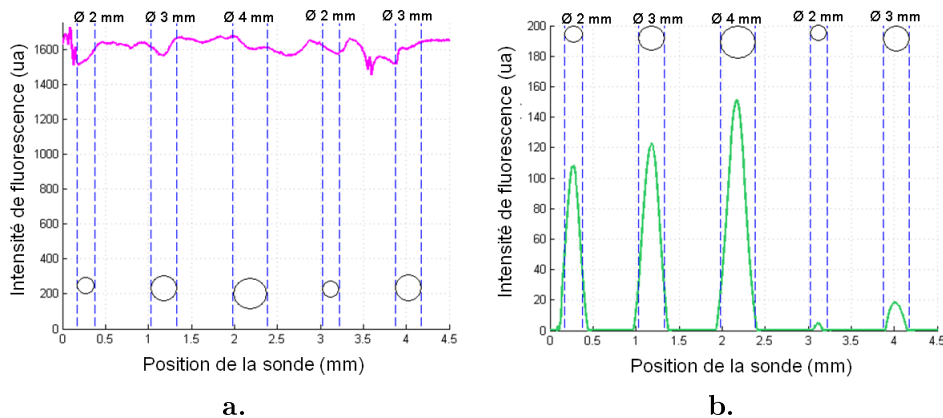 Ø 2 mm Ø 3 mm Ø 4 mm Ø 2 mm Ø 3 mm
1600
1400
1200
1000
800
600
400
200
0
0 0.5 1 1.5 2 2.5 3 3.5 4 4.5
Intensité de fluorescence (ua)
Position de la sonde (mm)
a.
Ø 2 mm Ø 3 mm Ø 4 mm Ø 2 mm Ø 3 mm
200
180
160
140
120
100
80
60
40
20
0
0 0.5 1 1.5 2 2.5 3 3.5 4 4.5
Intensité de fluorescence (ua)
Position de la sonde (mm)
b.